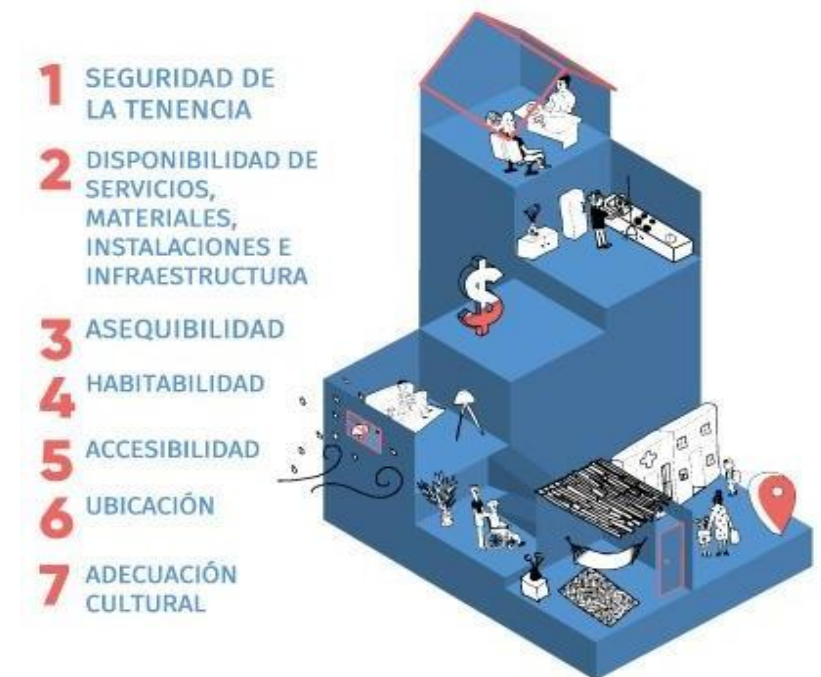 1 SEGURIDAD DE
LA TENENCIA
2 DISPONIBILIDAD DE
SERVICIOS,
MATERIALES,
INSTALACIONES E
INFRAESTRUCTURA
3 ASEQUIBILIDAD
4 HABITABILIDAD
5 ACCESIBILIDAD
6 UBICACIÓN
7 ADECUACIÓN
CULTURAL
$